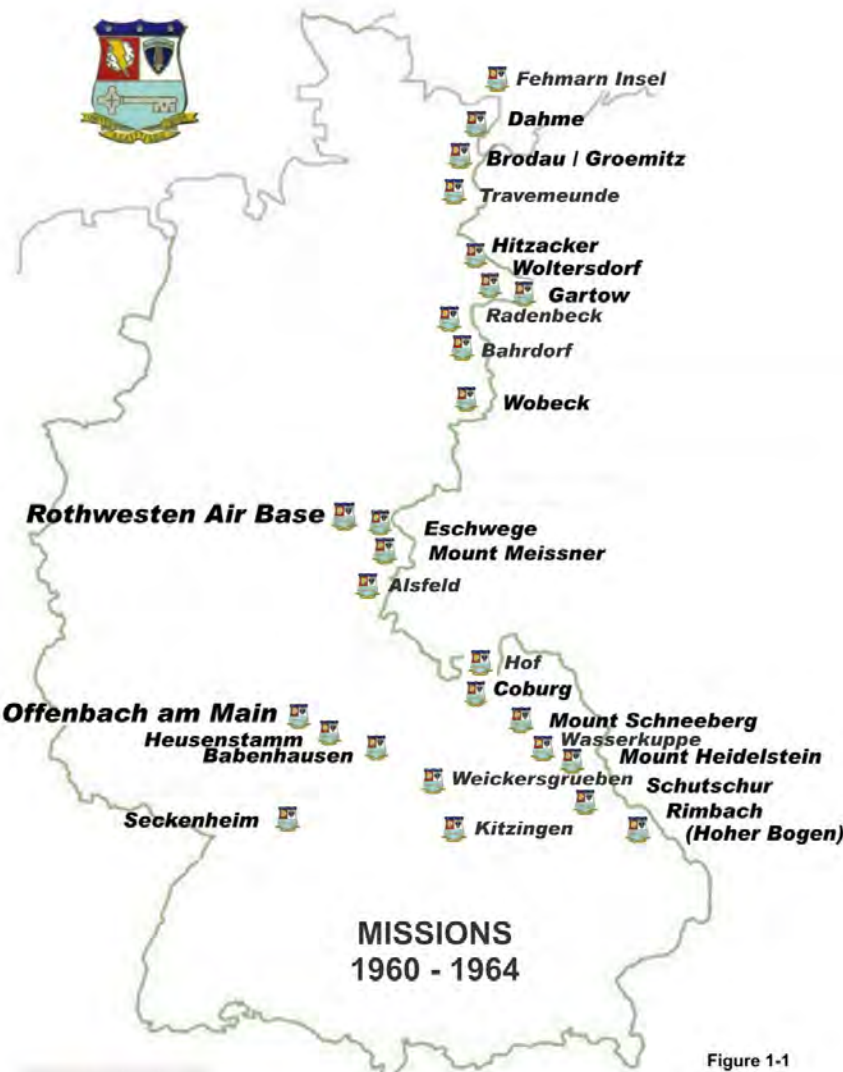 Fehmarn Insel
Dahme
Brodau / Groemitz
Travemeunde
Hitzacker
Woltersdorf
Gartow
Radenbeck
Bahrdorf
Wobeck
Rothwesten Air Base
Eschwege
Mount Meissner
Alsfeld
Hof
Coburg
Offenbach am Main
Mount Schneeberg
Heusenstamm
Wasserkuppe
Babenhausen
Mount Heidelstein
Weickersgrueben
Schutschur
Seckenheim
Rimbach
Kitzingen
(Hoher Bogen)
MISSIONS
1960 - 1964
Figure 1-1